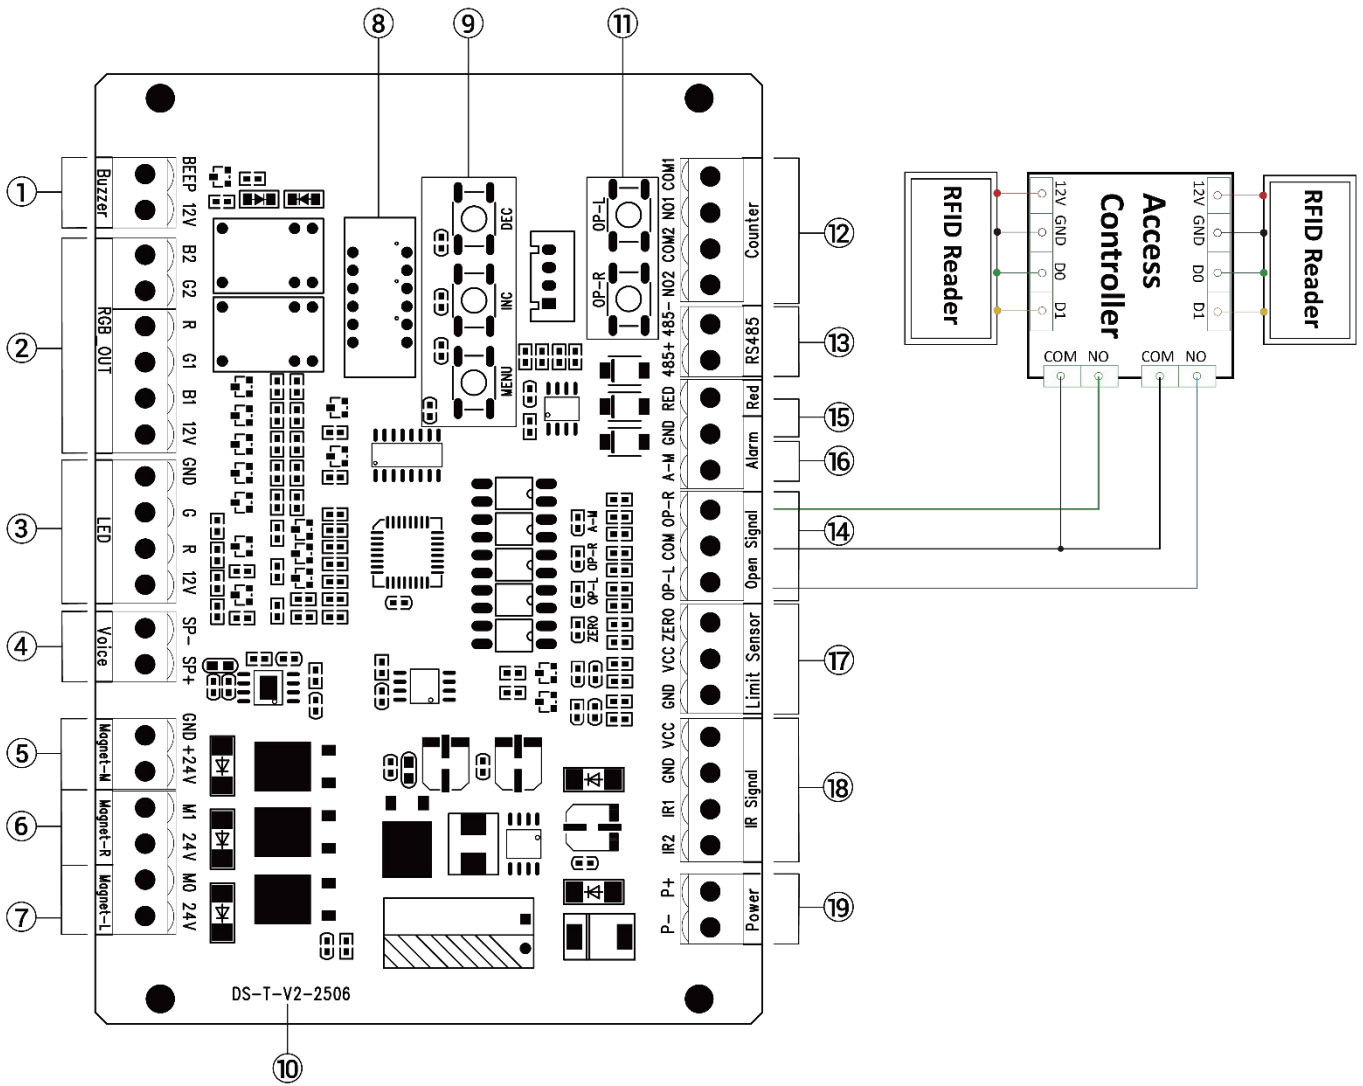 ⑧
⑨
⑪
①
Buzzer
BEEP
12V
②
RGB_OUT
B2
G2
R
G1
B1
12V
③
LED
GND
G
R
12V
④
Voice
SP-
SP+
⑤
Magnet-M
GND
+24V
⑥
Magnet-R
M1
24V
⑦
Magnet-L
M0
24V
DEC
INC
MENU
OP-L
OP-R
A-M
OP-R
OP-L
ZERO
DS-T-V2-2506
⑩
COM1
NO1
COM2
NO2
Counter
⑫
485-
485+
RS485
⑬
RED
GND
A-M
Red
Alarm
⑮
⑯
OP-R
COM
OP-L
Open Signal
⑭
ZERO
VCC
GND
Limit Sensor
⑰
VCC
GND
IR1
IR2
IR Signal
⑱
P+
P-
Power
⑲
RFID Reader
12V
GND
D0
D1
Access
Controller
12V
GND
D0
D1
RFID Reader
COM NO COM NO